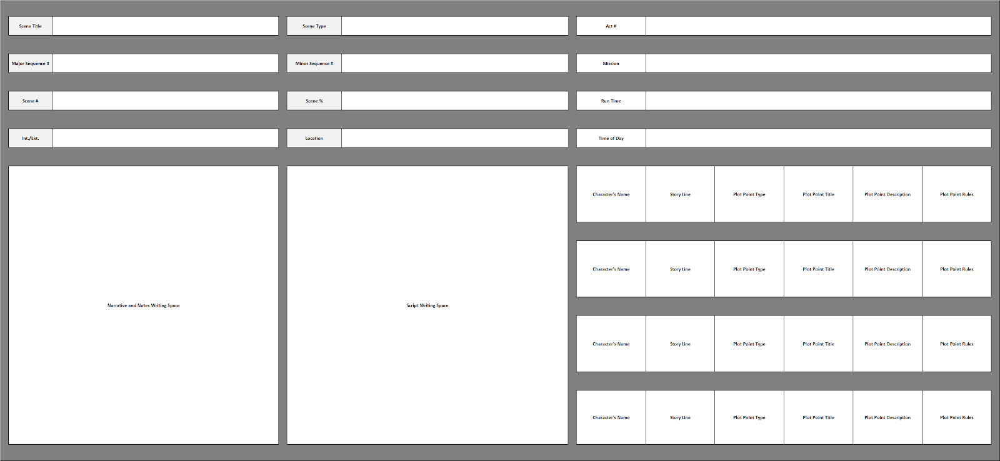 Scene Title
Scene Type
Act #
Major Sequence #
Minor Sequence #
Mission
Scene #
Scene %
Run Time
Int./Ext.
Location
Time of Day
Narrative and Notes Writing Space
Script Writing Space
Character's Name
Story Line
Plot Point Type
Plot Point Title
Plot Point Description
Plot Point Rules
Character's Name
Story Line
Plot Point Type
Plot Point Title
Plot Point Description
Plot Point Rules
Character's Name
Story Line
Plot Point Type
Plot Point Title
Plot Point Description
Plot Point Rules
Character's Name
Story Line
Plot Point Type
Plot Point Title
Plot Point Description
Plot Point Rules